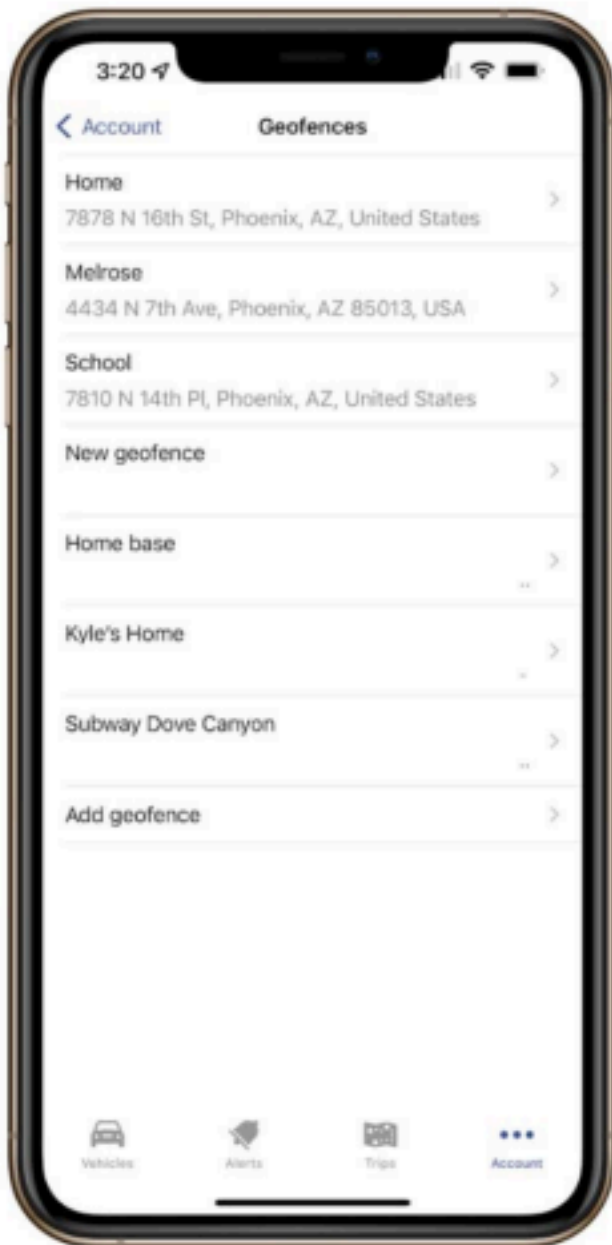 3:20
Account
Geofences
Home
7878 N 16th St, Phoenix, AZ, United States
Melrose
4434 N 7th Ave, Phoenix, AZ 85013, USA
School
7810 N 14th Pl, Phoenix, AZ, United States
New geofence
Home base
Kyle's Home
Subway Dove Canyon
Add geofence
Vehicles
Alerts
Trips
Account